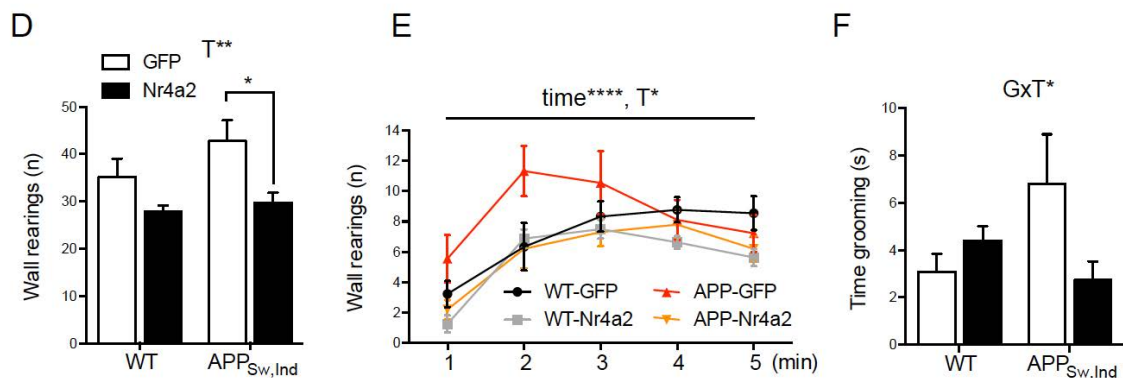 D
T**
GFP
Nr4a2
*
Wall rearings (n)
50
40
30
20
10
0
WT
APPSw,Ind
E
time****, T*
Wall rearings (n)
14
12
10
8
6
4
2
0
WT-GFP
APP-GFP
WT-Nr4a2
APP-Nr4a2
1 2 3 4 5 (min)
F
GxT*
Time grooming (s)
10
8
6
4
2
0
WT
APPSw,Ind